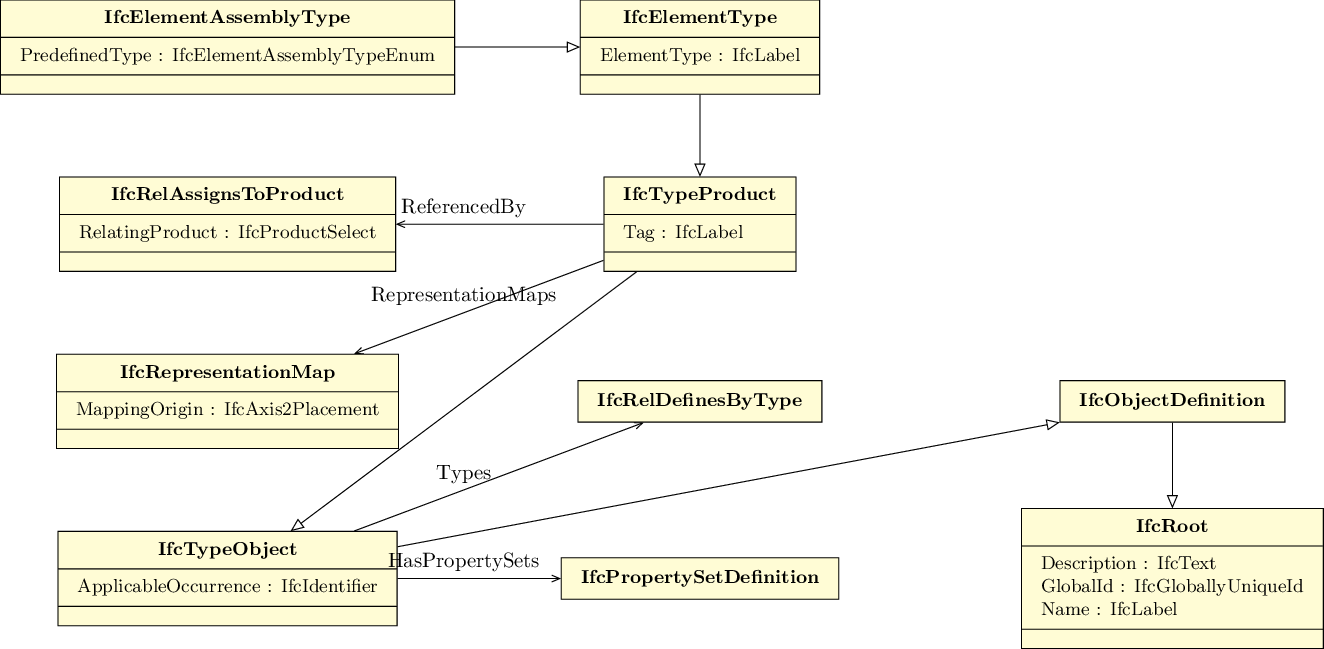 IfcElementAssemblyType
PredefinedType : IfcElementAssemblyTypeEnum
IfcElementType
ElementType : IfcLabel
IfcRelAssignsToProduct
RelatingProduct : IfcProductSelect
ReferencedBy
IfcTypeProduct
Tag : IfcLabel
RepresentationMaps
IfcRepresentationMap
MappingOrigin : IfcAxis2Placement
IfcRelDefinesByType
IfcObjectDefinition
Types
IfcTypeObject
ApplicableOccurrence : IfcIdentifier
HasPropertySets
IfcPropertySetDefinition
IfcRoot
Description : IfcText
GlobalId : IfcGloballyUniqueId
Name : IfcLabel